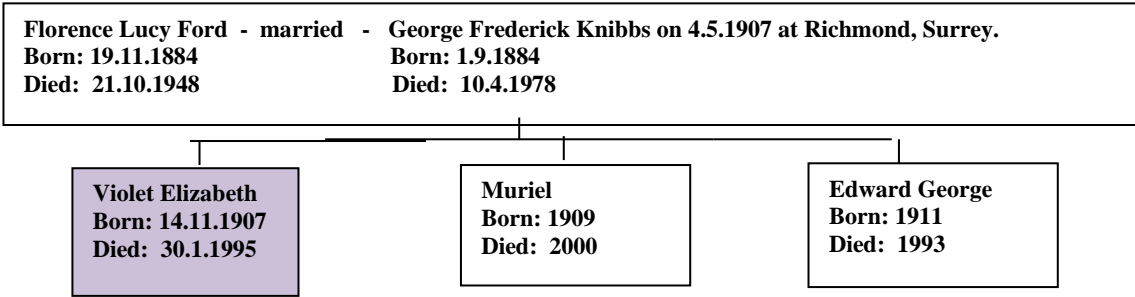 Florence Lucy Ford - married - George Frederick Knibbs on 4.5.1907 at Richmond, Surrey.
Born: 19.11.1884 Born: 1.9.1884
Died: 21.10.1948 Died: 10.4.1978
Violet Elizabeth
Born: 14.11.1907
Died: 30.1.1995
Muriel
Born: 1909
Died: 2000
Edward George
Born: 1911
Died: 1993